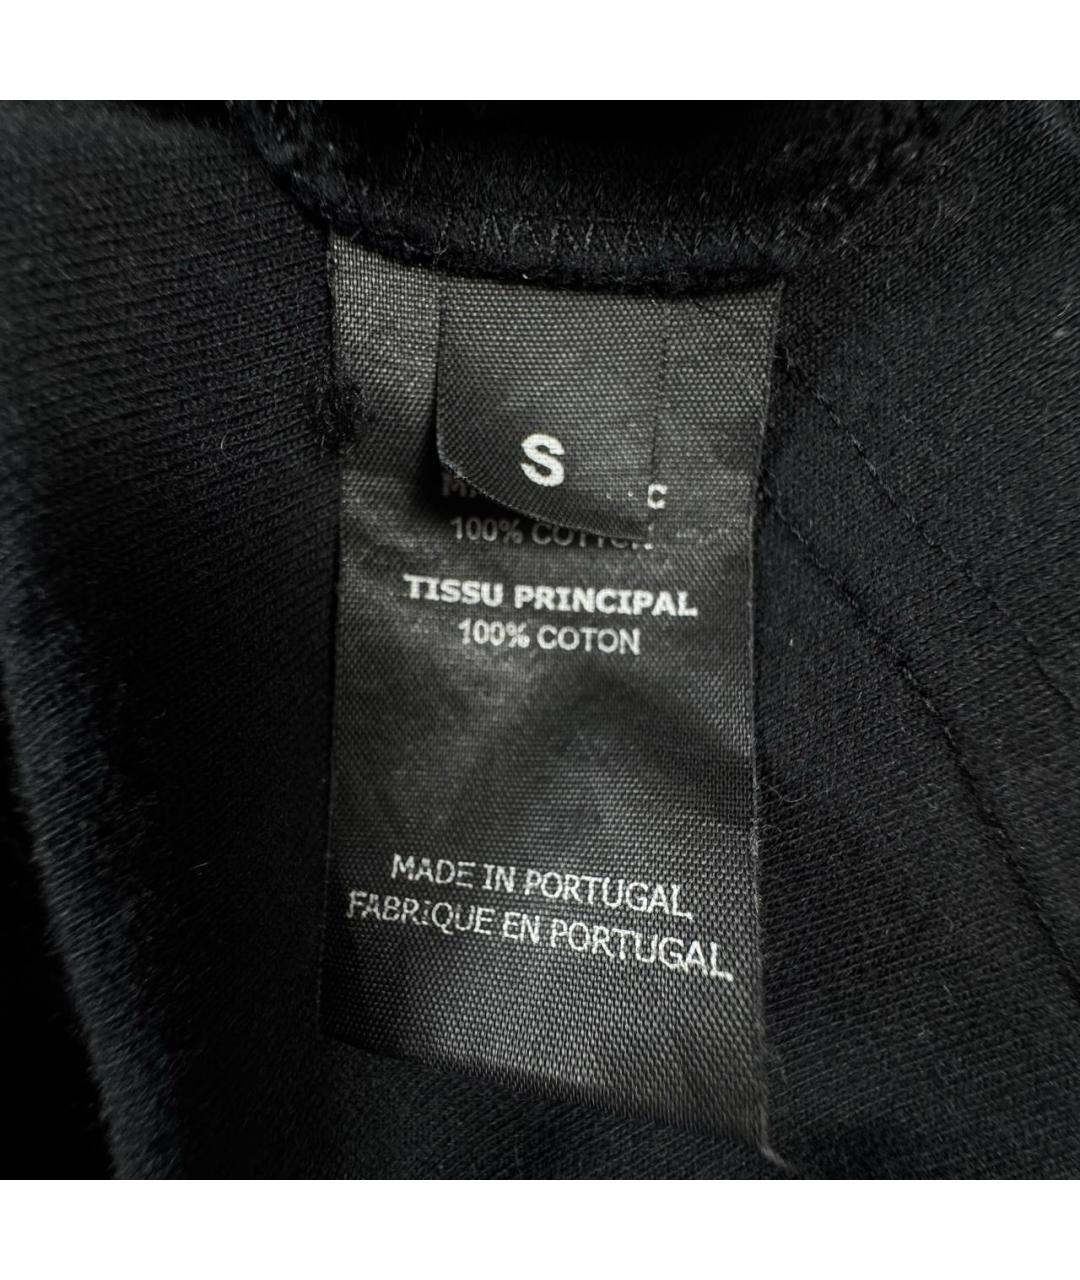 S
100% COTTON
TISSU PRINCIPAL
100% COTON
MADE IN PORTUGAL
FABRIQUE EN PORTUGAL